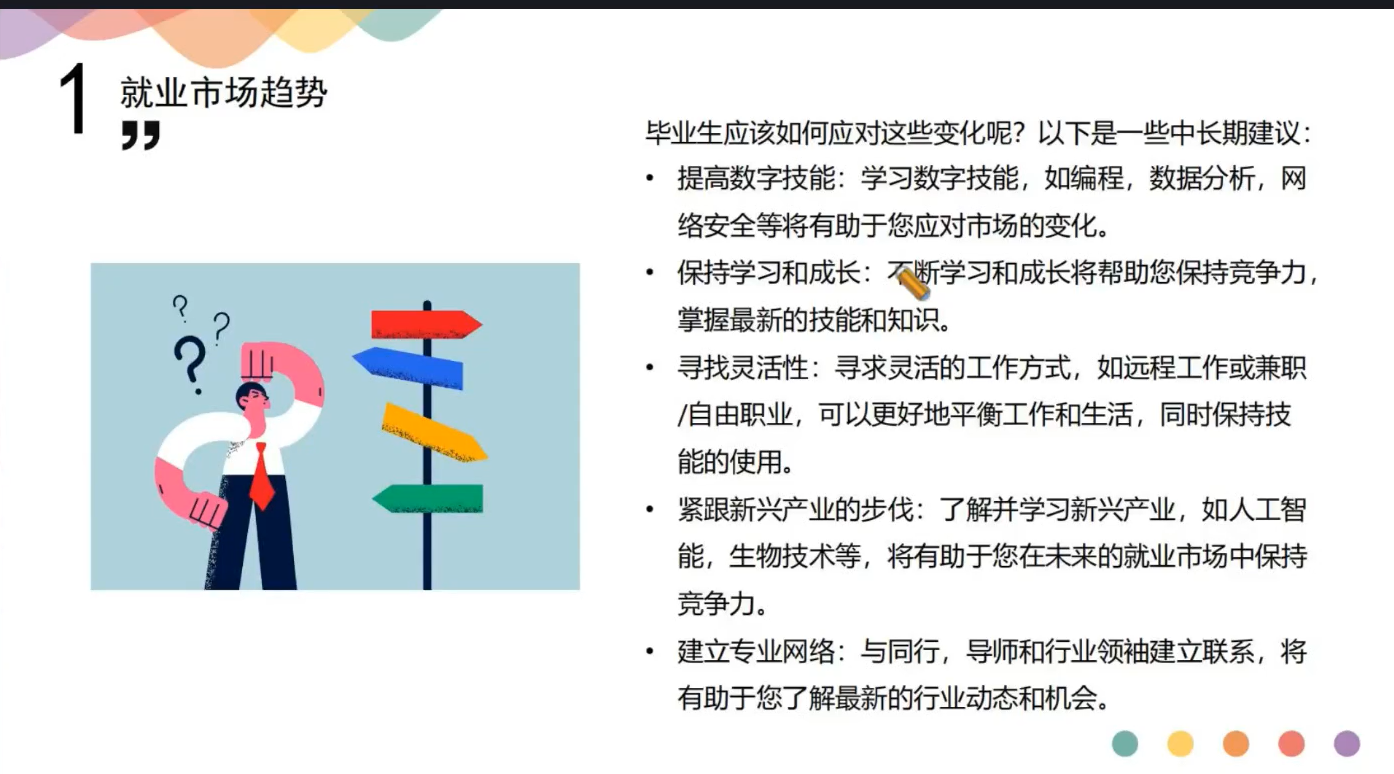 1
就业市场趋势
”
毕业生应该如何应对这些变化呢？以下是一些中长期建议：
• 提高数字技能：学习数字技能，如编程，数据分析，网
络安全等将有助于您应对市场的变化。
• 保持学习和成长：不断学习和成长将帮助您保持竞争力，
掌握最新的技能和知识。
• 寻找灵活性：寻求灵活的工作方式，如远程工作或兼职
/自由职业，可以更好地平衡工作和生活，同时保持技
能的使用。
• 紧跟新兴产业的步伐：了解并学习新兴产业，如人工智
能，生物技术等，将有助于您在未来的就业市场中保持
竞争力。
• 建立专业网络：与同行，导师和行业领袖建立联系，将
有助于您了解最新的行业动态和机会。
? ? ?